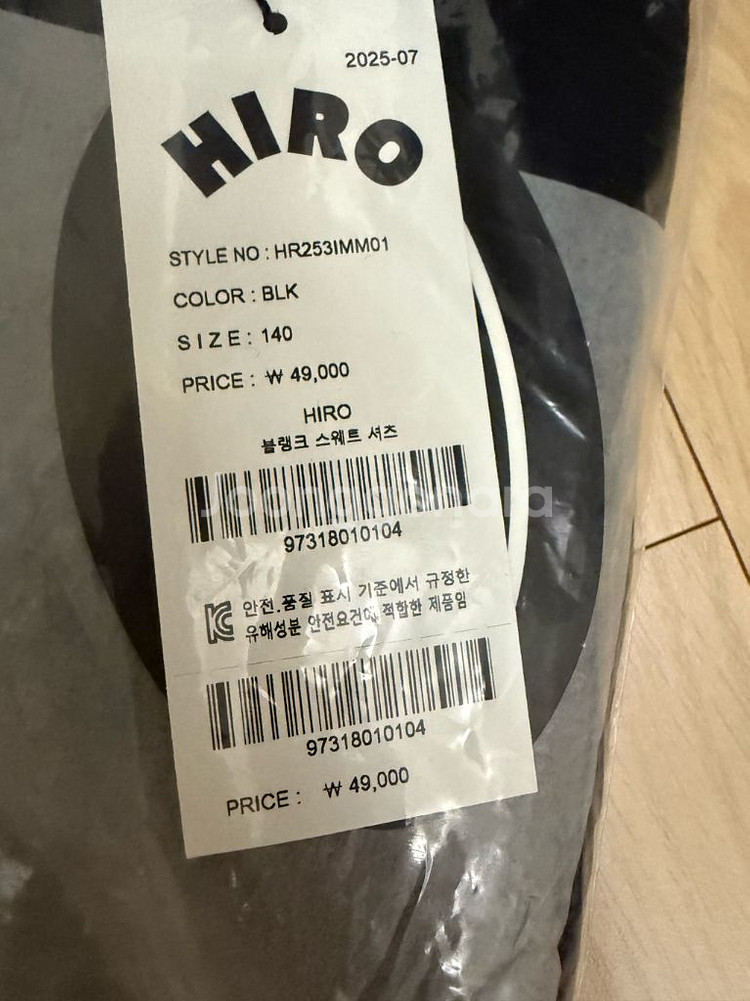 2025-07
HIRO
STYLE NO : HR253IMM01
COLOR : BLK
SIZE : 140
PRICE : ₩ 49,000
HIRO
블랭크 스웨트 셔츠
Joongonara
97318010104
안전.품질 표시 기준에서 규정한
유해성분 안전요건에 적합한 제품임
97318010104
PRICE : ₩ 49,000